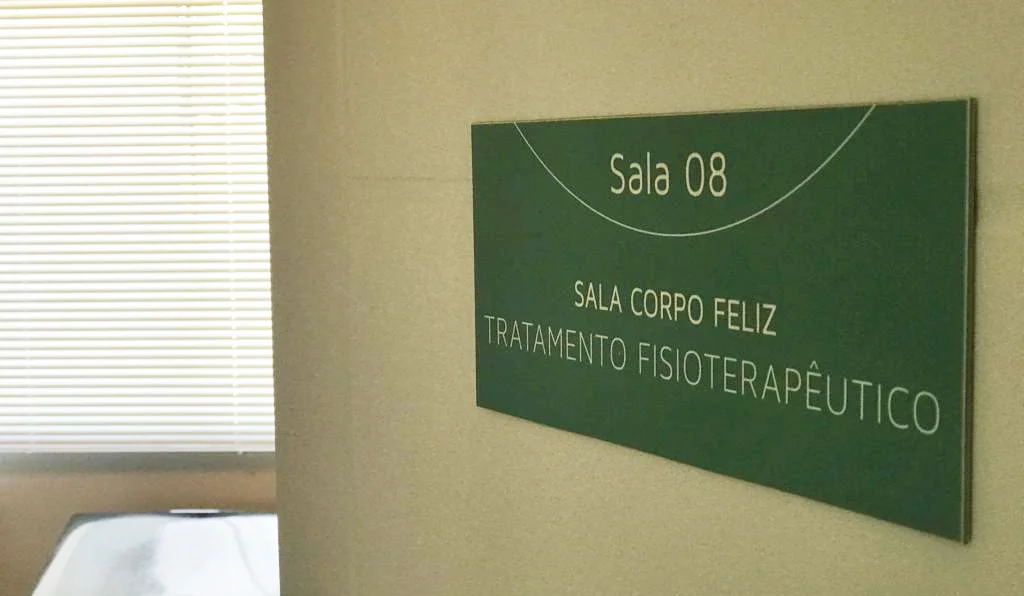 Sala 08
SALA CORPO FELIZ
TRATAMENTO FISIOTERAPÊUTICO